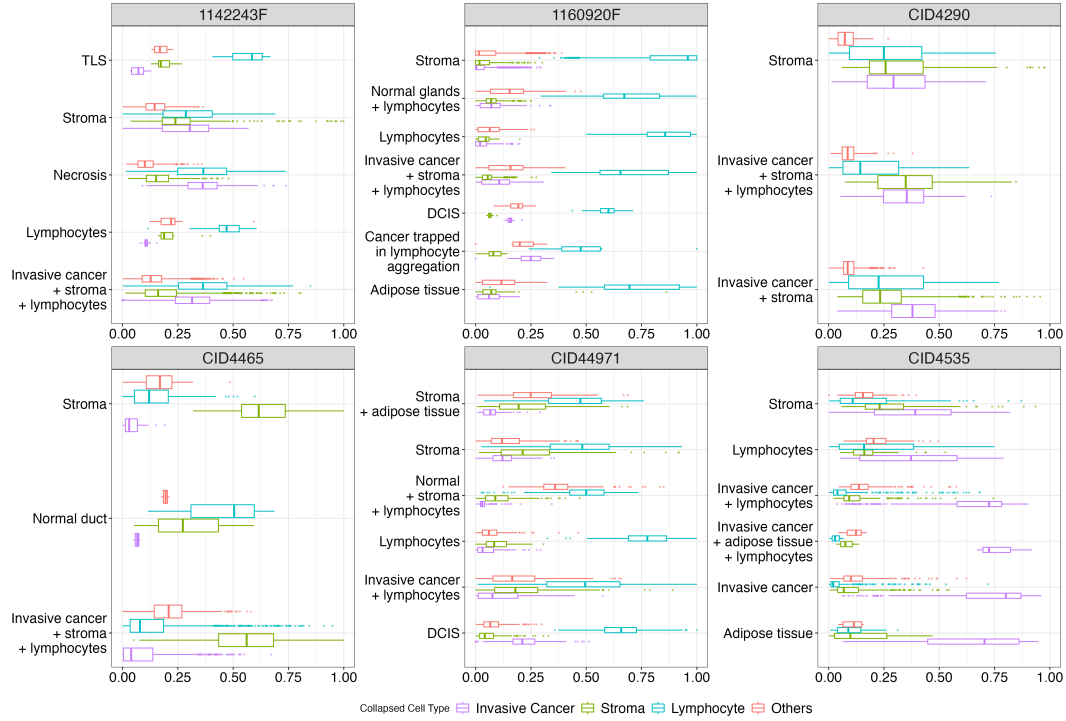 1142243F
TLS
Stroma
Necrosis
Lymphocytes
Invasive cancer
+ stroma
+ lymphocytes
0.00 0.25 0.50 0.75 1.00
1160920F
Stroma
Normal glands
+ lymphocytes
Lymphocytes
Invasive cancer
+ stroma
+ lymphocytes
DCIS
Cancer trapped
in lymphocyte
aggregation
Adipose tissue
0.00 0.25 0.50 0.75 1.00
CID4290
Stroma
Invasive cancer
+ stroma
+ lymphocytes
Invasive cancer
+ stroma
0.00 0.25 0.50 0.75 1.00
CID4465
Stroma
Normal duct
Invasive cancer
+ stroma
+ lymphocytes
0.00 0.25 0.50 0.75 1.00
CID44971
Stroma
+ adipose tissue
Stroma
Normal
+ stroma
+ lymphocytes
Lymphocytes
Invasive cancer
+ lymphocytes
DCIS
0.00 0.25 0.50 0.75 1.00
CID4535
Stroma
Lymphocytes
Invasive cancer
+ lymphocytes
Invasive cancer
+ adipose tissue
+ lymphocytes
Invasive cancer
Adipose tissue
0.00 0.25 0.50 0.75 1.00
Collapsed Cell Type Invasive Cancer Stroma Lymphocyte Others